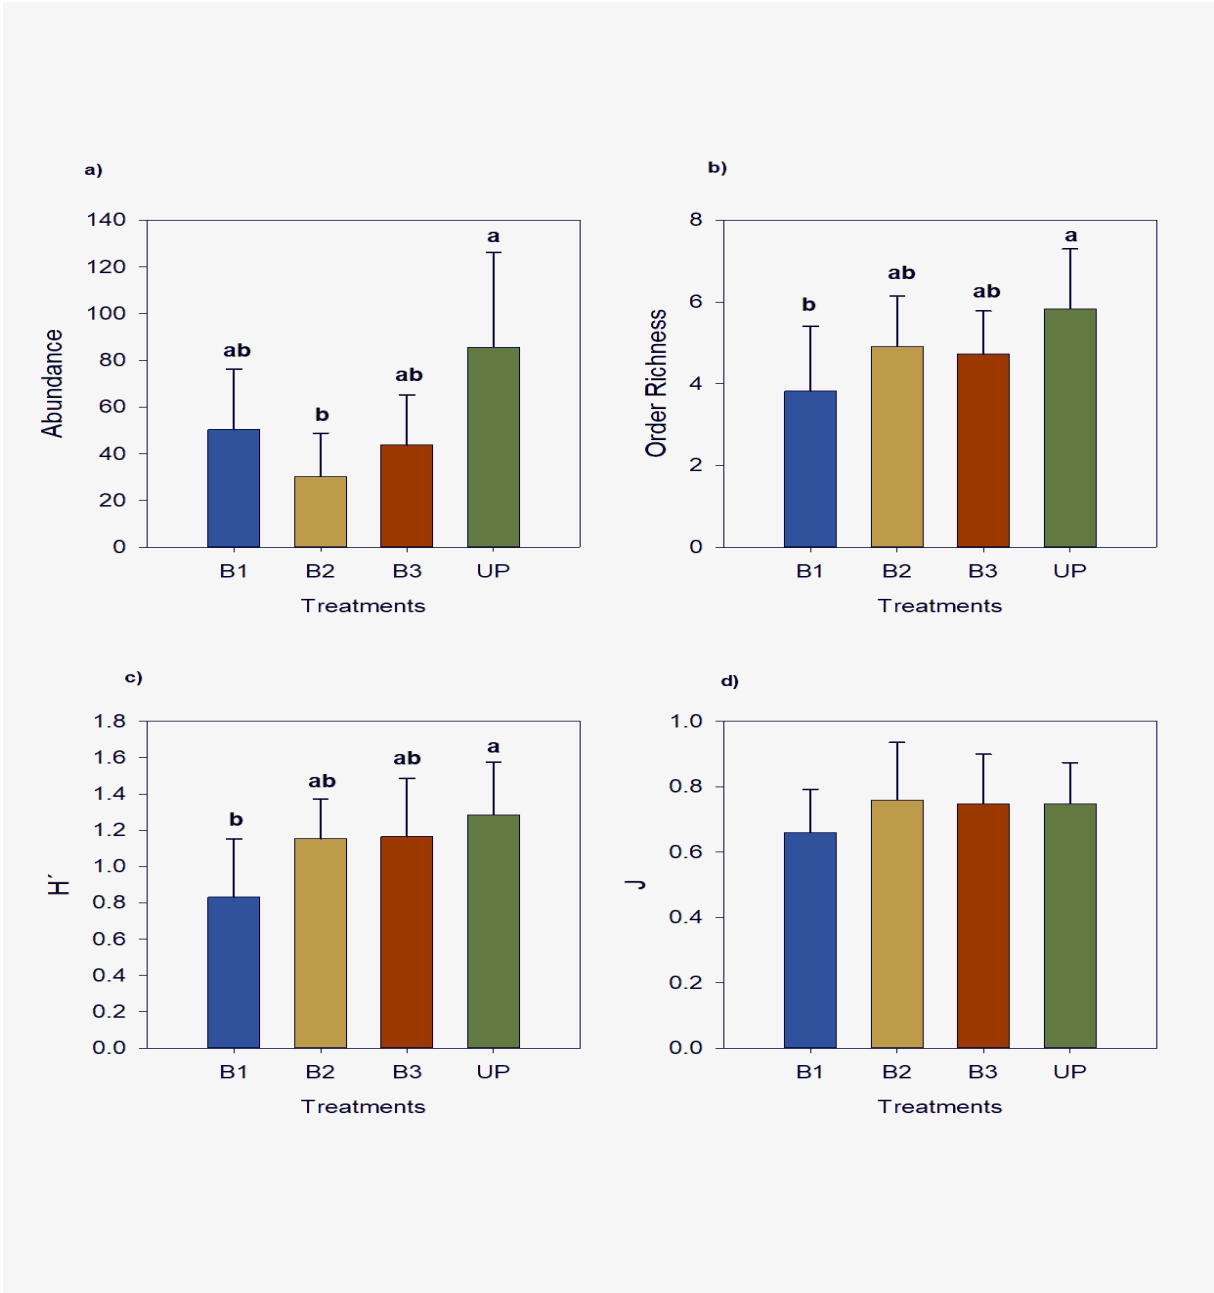 a)
140
120
100
80
60
40
20
0
Abundance
ab
b
ab
a
B1 B2 B3 UP
Treatments
b)
8
6
4
2
0
Order Richness
b
ab
ab
a
B1 B2 B3 UP
Treatments
c)
1.8
1.6
1.4
1.2
1.0
0.8
0.6
0.4
0.2
0.0
H´
b
ab
ab
a
B1 B2 B3 UP
Treatments
d)
1.0
0.8
0.6
0.4
0.2
0.0
J
B1 B2 B3 UP
Treatments